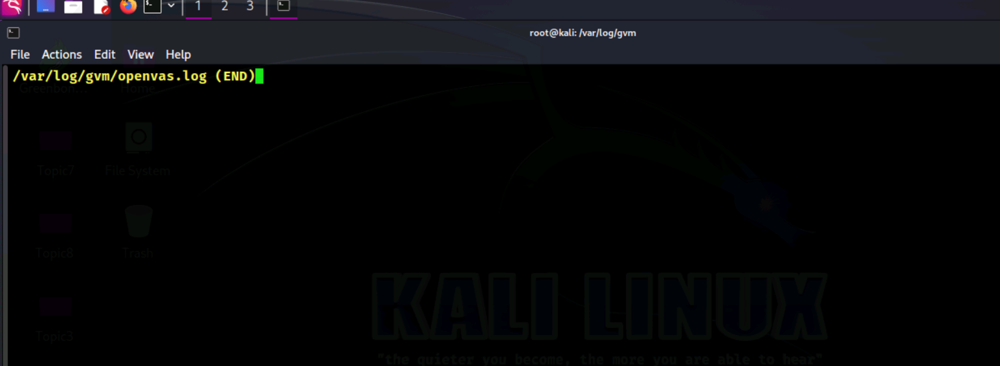 1 2 3
root@kali: /var/log/gvm
File Actions Edit View Help
/var/log/gvm/openvas.log (END)
Greenbon... Home
Topic7 File System
Topic8 Trash
Topic3
KALI LINUX
"the quieter you become, the more you are able to hear"